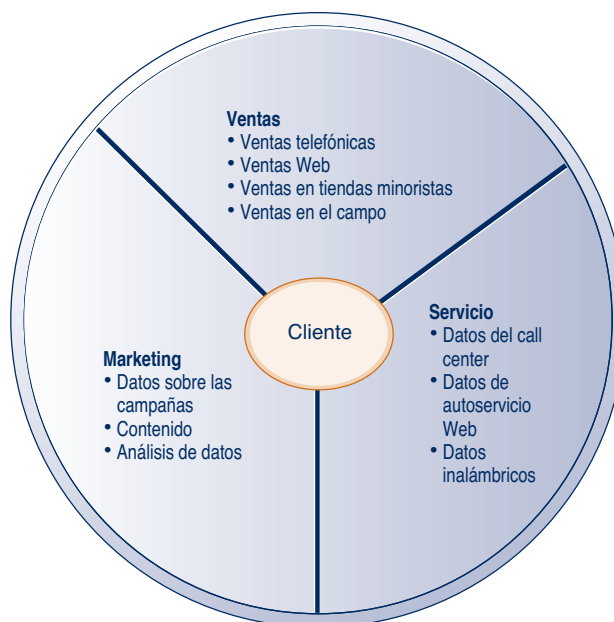 Ventas
• Ventas telefónicas
• Ventas Web
• Ventas en tiendas minoristas
• Ventas en el campo
Cliente
Servicio
• Datos del call
center
• Datos de
autoservicio
Web
• Datos
inalámbricos
Marketing
• Datos sobre las
campañas
• Contenido
• Análisis de datos